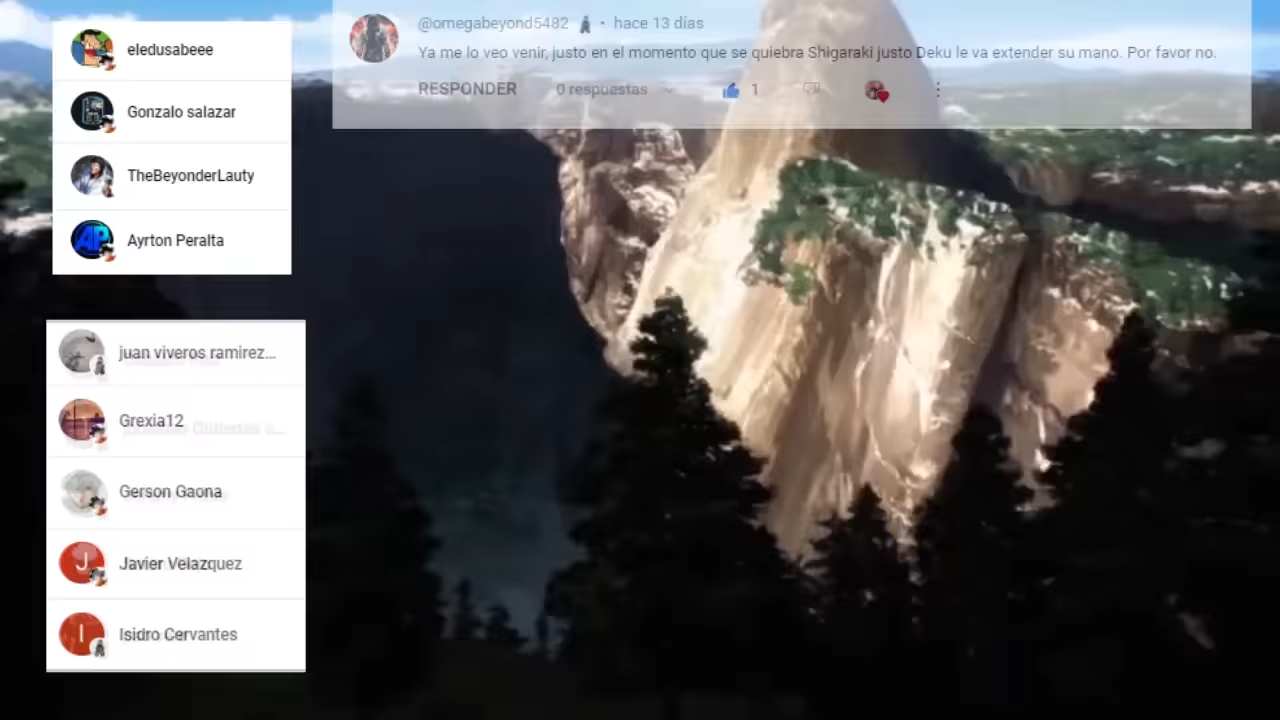 eledusabeee
Gonzalo salazar
TheBeyonderLauty
Ayrton Peralta
juan viveros ramirez...
Grexia12
Gerson Gaona
Javier Velazquez
Isidro Cervantes
@omegabeyond5482 • hace 13 días
Ya me lo veo venir, justo en el momento que se quiebra Shigaraki justo Deku le va extender su mano. Por favor no.
RESPONDER 0 respuestas 1